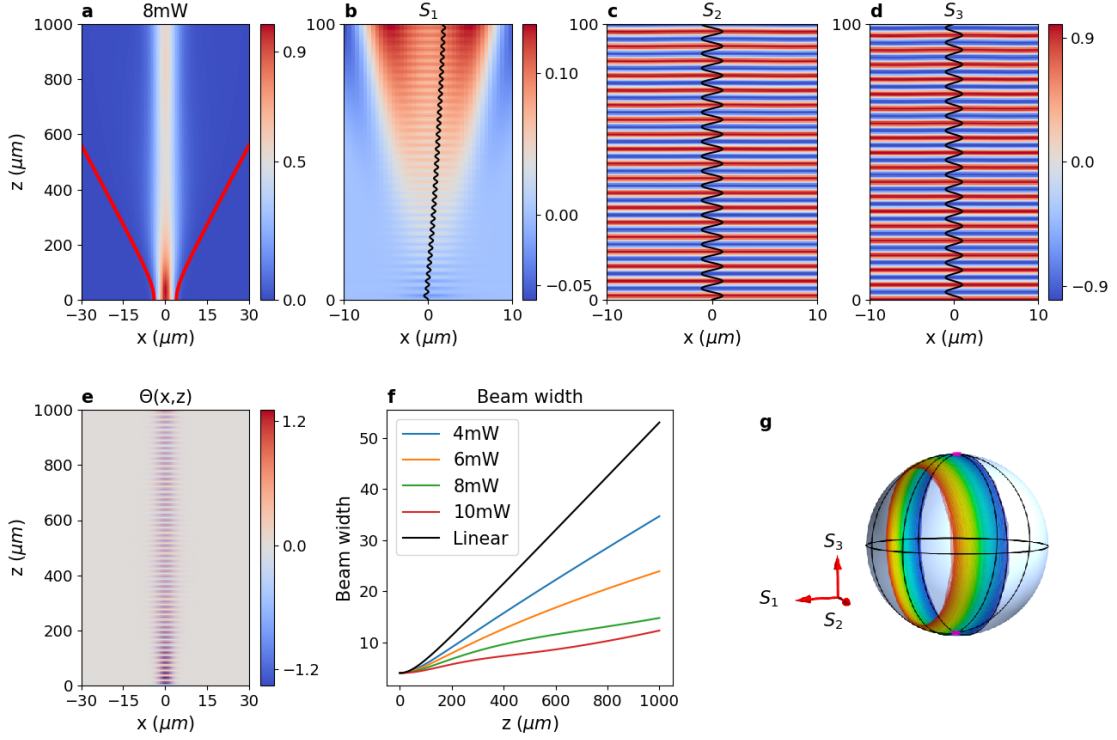 a 8mW
1000
800
600
400
200
0
z (μm)
−30 −15 0 15 30
x (μm)
0.9
0.5
0.0
b S1
100
0
−10 0 10
x (μm)
0.10
0.00
−0.05
c S2
100
0
−10 0 10
x (μm)
d S3
100
0
−10 0 10
x (μm)
0.9
0.0
−0.9
e Θ(x,z)
1000
800
600
400
200
0
z (μm)
−30 −15 0 15 30
x (μm)
1.2
0.0
−1.2
f Beam width
50
40
30
20
10
Beam width
4mW
6mW
8mW
10mW
Linear
0 200 400 600 800 1000
z (μm)
g
S3
S1
S2